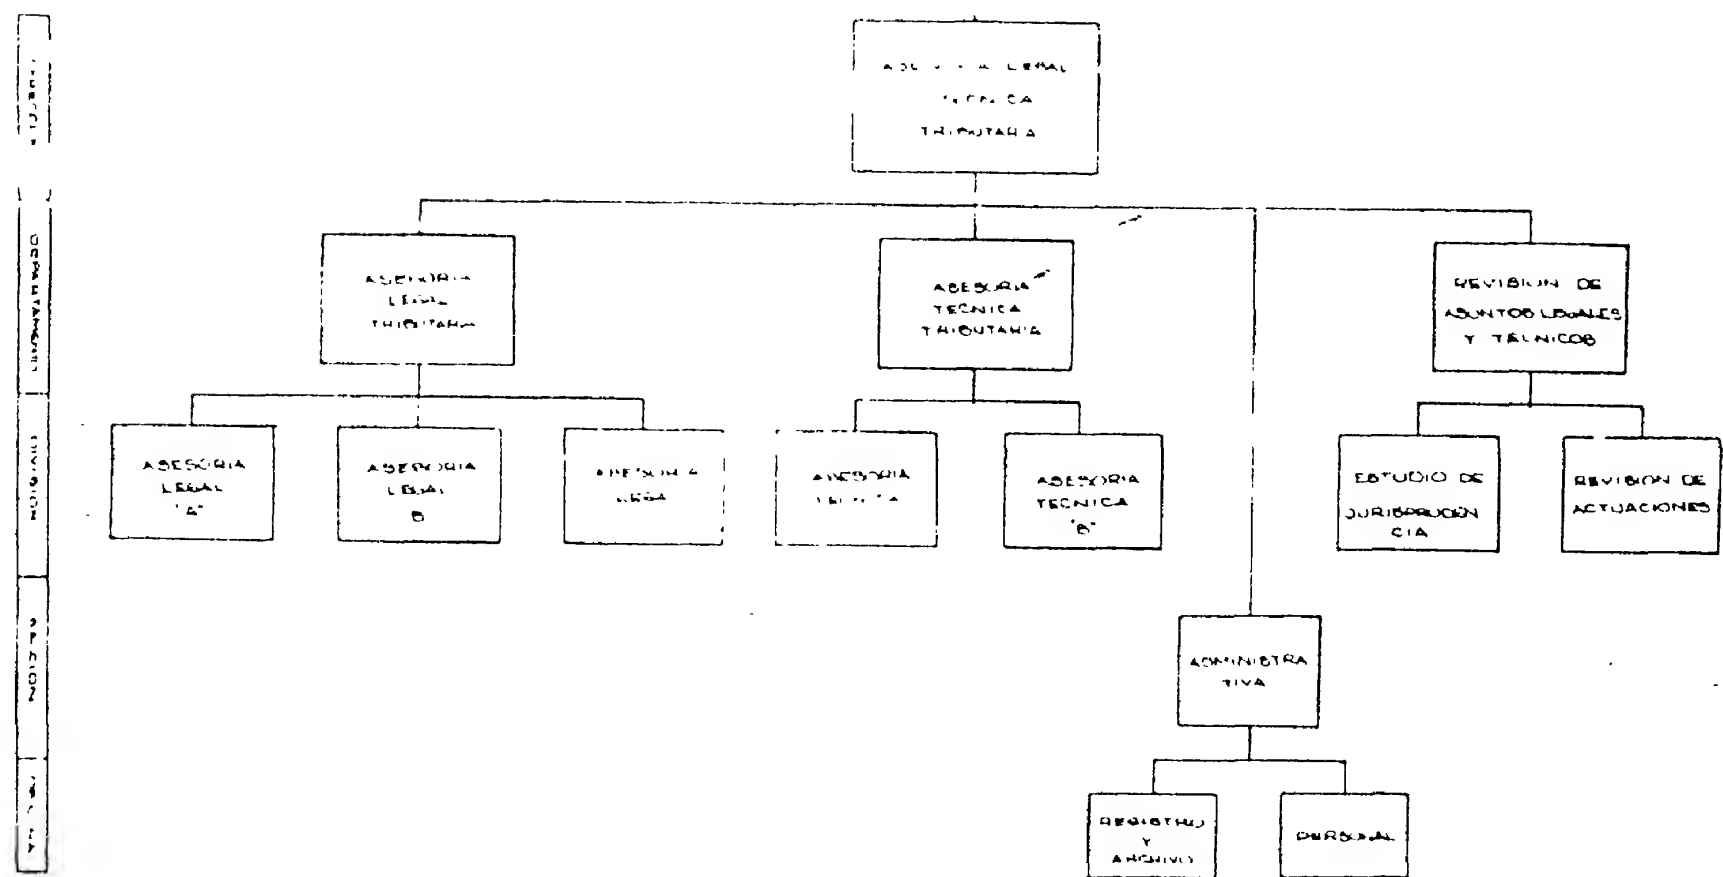 LEGAL
TRIBUTARIA
ASESORIA
LEGAL
TRIBUTARIA
ASESORIA
TECNICA
TRIBUTARIA
REVISION DE
ASUNTOS LEGALES
Y TECNICOS
ASESORIA
LEGAL
"A"
ASESORIA
LEGAL
B
ASESORIA
ASESORIA
TECNICA
ASESORIA
TECNICA
"B"
ESTUDIO DE
JURISPRUDEN
CIA
REVISION DE
ACTUACIONES
ADMINISTRA
TIVA
REGISTRO
Y
ARCHIVO
PERSONAL
DEPARTAMENTO
DIVISION